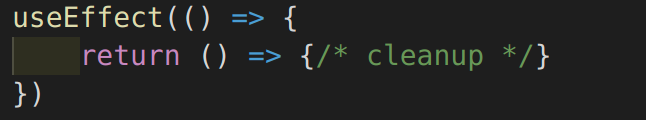 useEffect(() => {
    return () => {/* cleanup */}
})